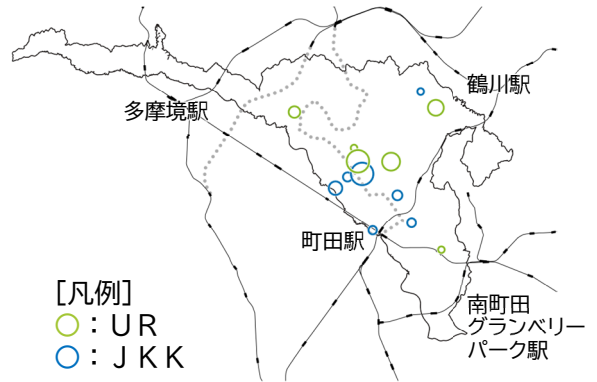 鶴川駅
多摩境駅
町田駅
［凡例］
：ＵＲ
：ＪＫＫ
南町田
グランベリー
パーク駅